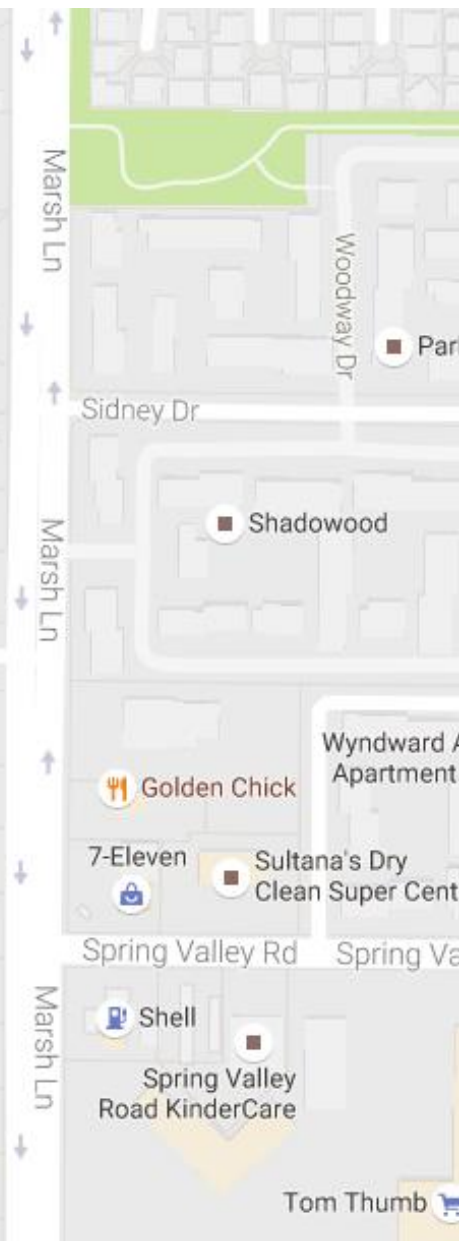 Marsh Ln
Woodway Dr
Parl
Sidney Dr
Shadowood
Marsh Ln
Wyndward A
Apartment
Golden Chick
7-Eleven
Sultana's Dry
Clean Super Cent
Spring Valley Rd
Spring Va
Shell
Marsh Ln
Spring Valley
Road KinderCare
Tom Thumb